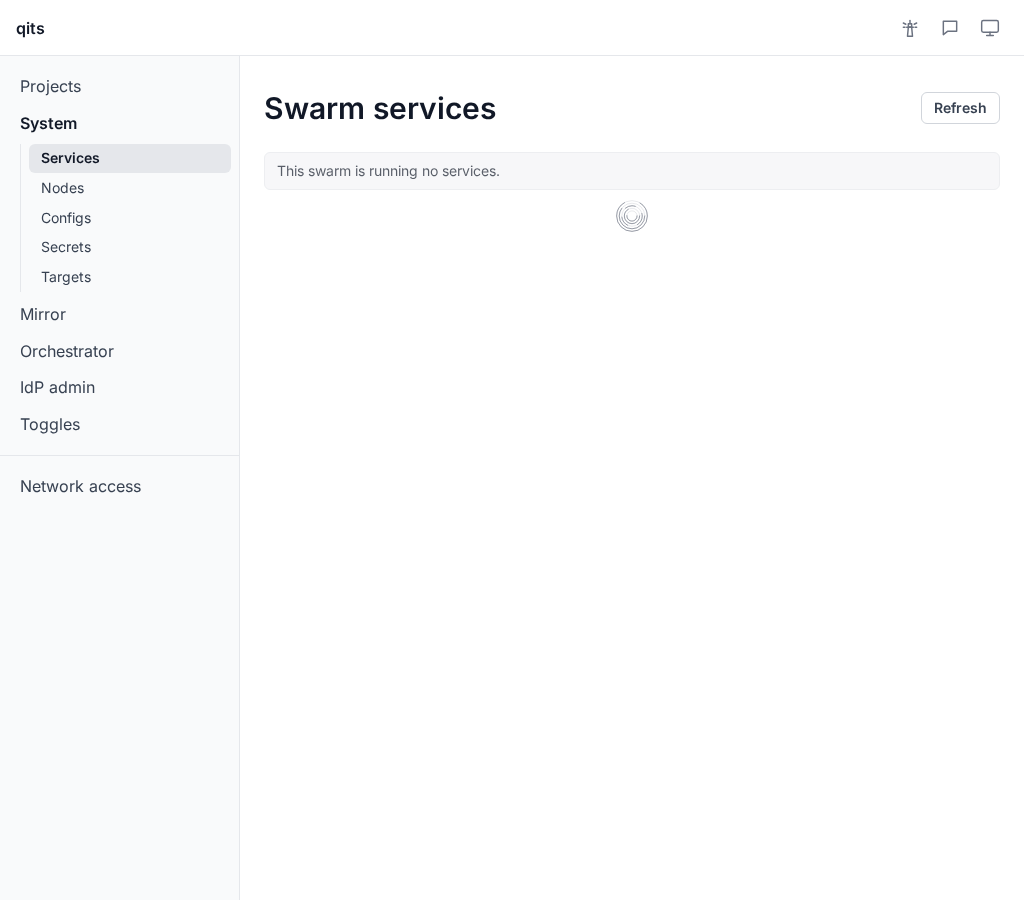 qits
Projects
System
Services
Nodes
Configs
Secrets
Targets
Mirror
Orchestrator
IdP admin
Toggles
Network access
Swarm services
Refresh
This swarm is running no services.